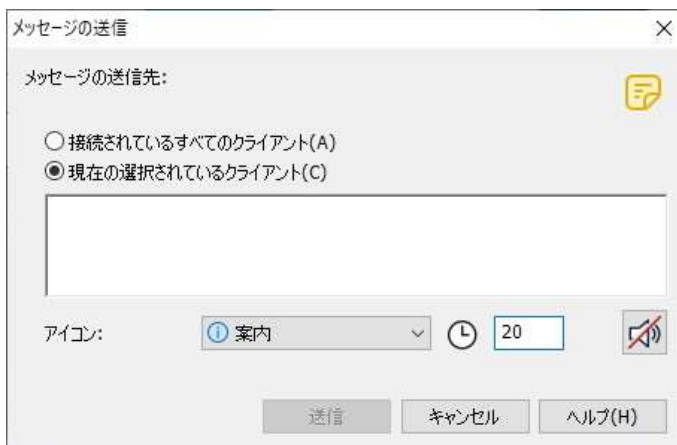 メッセージの送信
メッセージの送信先:
接続されているすべてのクライアント(A)
現在の選択されているクライアント(C)
アイコン: 案内 20
送信 キャンセル ヘルプ(H)